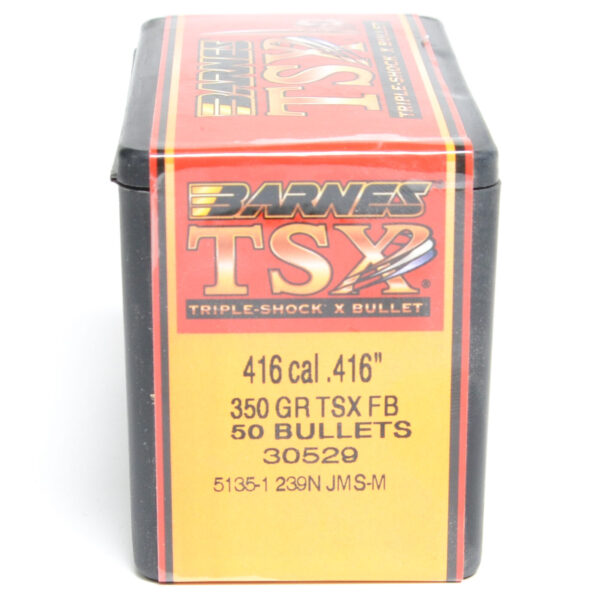 BARNES
TSX
TRIPLE-SHOCK X BULLET
BARNES
TSX®
TRIPLE-SHOCK X BULLET
416 cal .416"
350 GR TSX FB
50 BULLETS
30529
5135-1 239N JMS-M